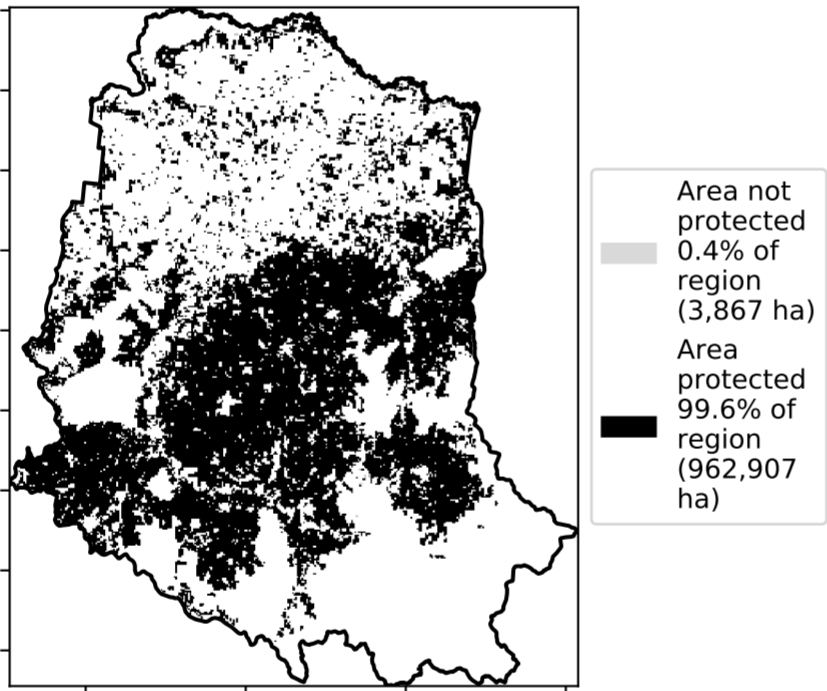 Area not
protected
0.4% of
region
(3,867 ha)
Area
protected
99.6% of
region
(962,907
ha)